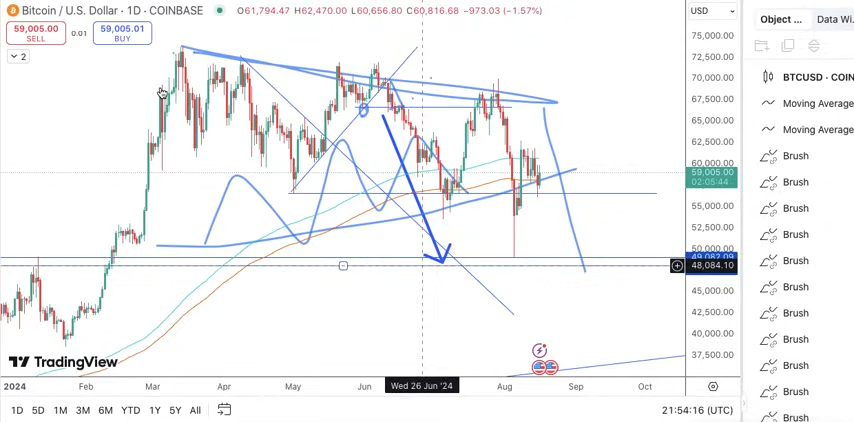 Bitcoin / U.S. Dollar · 1D · COINBASE O61,794.47 H62,470.00 L60,656.80 C60,816.68 −973.03 (−1.57%)
59,005.00
SELL
0.01
59,005.01
BUY
2
USD
75,000.00
72,500.00
70,000.00
67,500.00
65,000.00
62,500.00
60,000.00
59,005.00
02:05:44
55,000.00
52,500.00
50,000.00
49,082.09
48,084.10
45,000.00
42,500.00
40,000.00
37,500.00
TradingView
2024 Feb Mar Apr May Jun Wed 26 Jun '24 Aug Sep Oct
1D 5D 1M 3M 6M YTD 1Y 5Y All
21:54:16 (UTC)
Object ... Data Wi...
BTCUSD · COIN
Moving Average
Moving Average
Brush
Brush
Brush
Brush
Brush
Brush
Brush
Brush
Brush
Brush
Brush